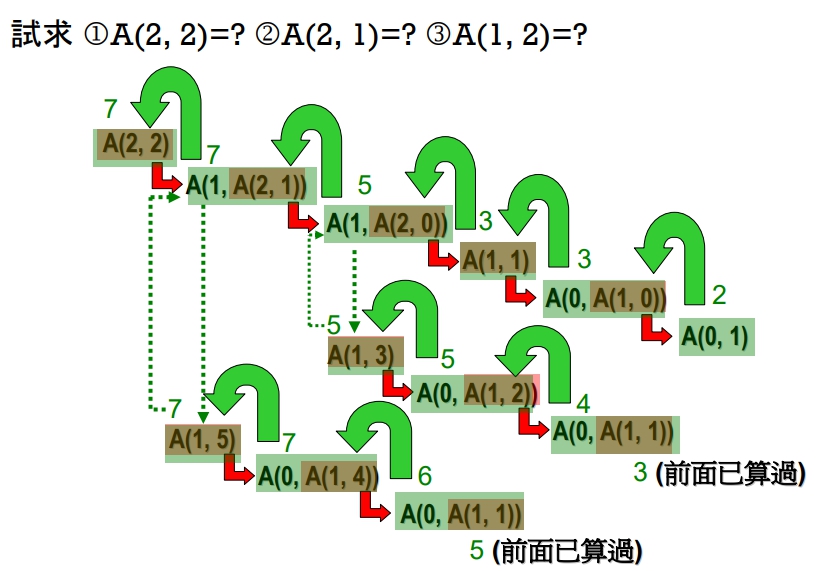 試求 ①A(2, 2)=? ②A(2, 1)=? ③A(1, 2)=?
7
A(2, 2)
7
A(1, A(2, 1))
5
A(1, A(2, 0))
3
A(1, 1)
3
A(0, A(1, 0))
2
A(0, 1)
5
A(1, 3)
5
A(0, A(1, 2))
4
A(0, A(1, 1))
3 (前面已算過)
7
A(1, 5)
7
A(0, A(1, 4))
6
A(0, A(1, 1))
5 (前面已算過)